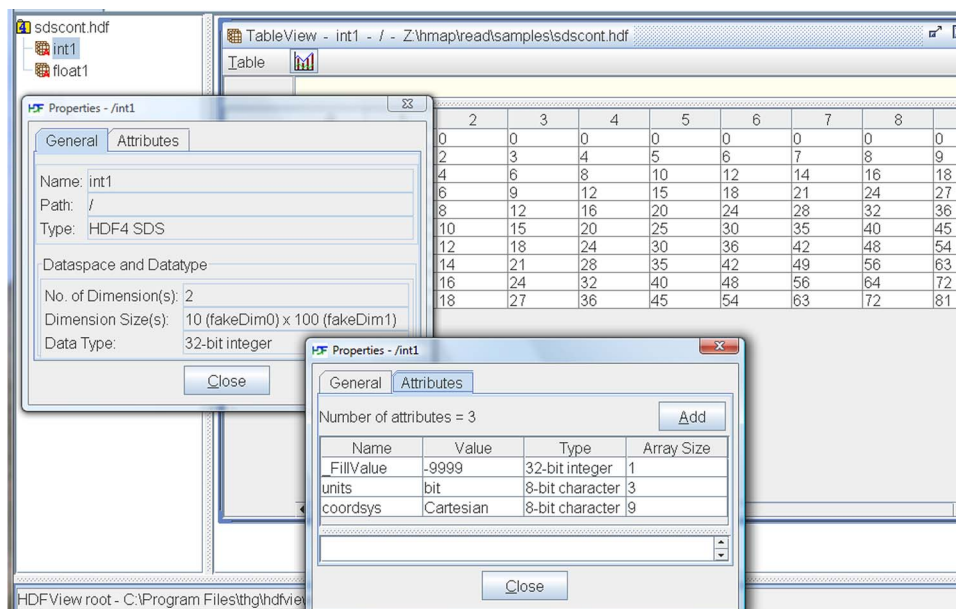 sdscont.hdf
int1
float1
TableView - int1 - / - Z:\hmap\read\samples\sdscont.hdf
Table
HDF Properties - /int1
General Attributes
Name: int1
Path: /
Type: HDF4 SDS
Dataspace and Datatype
No. of Dimension(s): 2
Dimension Size(s): 10 (fakeDim0) x 100 (fakeDim1)
Data Type: 32-bit integer
Close
2 3 4 5 6 7 8
0 0 0 0 0 0 0 0
2 3 4 5 6 7 8 9
4 6 8 10 12 14 16 18
6 9 12 15 18 21 24 27
8 12 16 20 24 28 32 36
10 15 20 25 30 35 40 45
12 18 24 30 36 42 48 54
14 21 28 35 42 49 56 63
16 24 32 40 48 56 64 72
18 27 36 45 54 63 72 81
HDF Properties - /int1
General Attributes
Number of attributes = 3 Add
Name Value Type Array Size
_FillValue -9999 32-bit integer 1
units bit 8-bit character 3
coordsys Cartesian 8-bit character 9
Close
HDFView root - C:\Program Files\thg\hdfvie